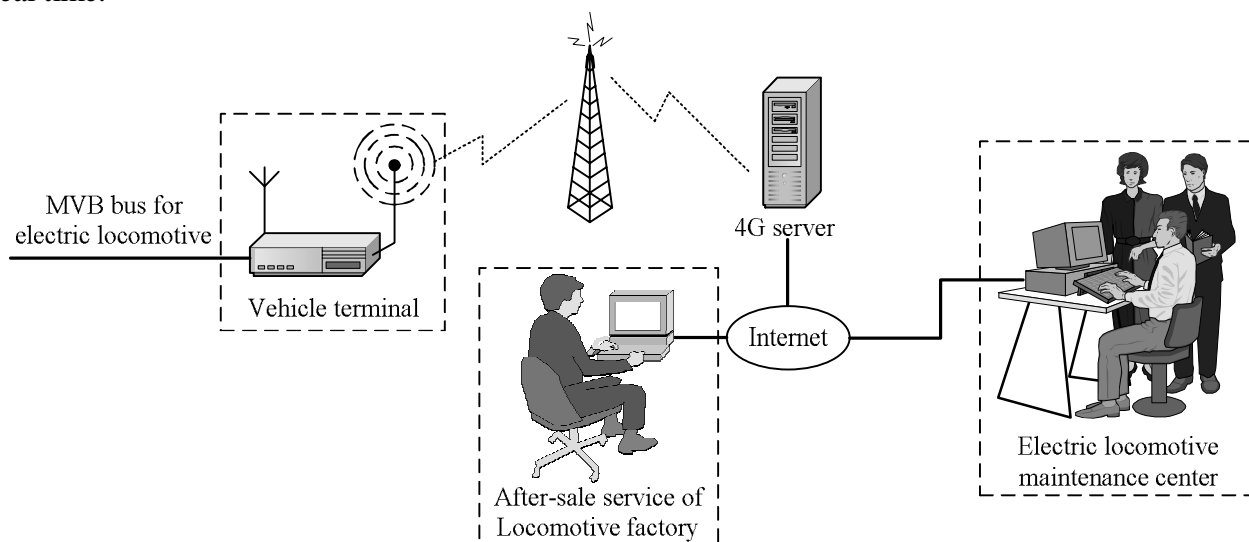 MVB bus for
electric locomotive
Vehicle terminal
4G server
Internet
After-sale service of
Locomotive factory
Electric locomotive
maintenance center